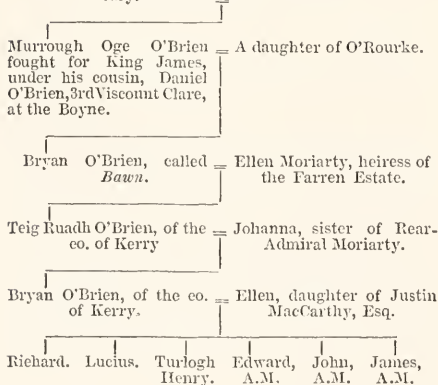 Murrough Oge O'Brien = A daughter of O'Rourke.
fought for King James,
under his cousin, Daniel
O'Brien, 3rd Viscount Clare,
at the Boyne.
Bryan O'Brien, called = Ellen Moriarty, heiress of
Bawn. the Farren Estate.
Teig Ruadh O'Brien, of the = Johanna, sister of Rear-
co. of Kerry Admiral Moriarty.
Bryan O'Brien, of the co. = Ellen, daughter of Justin
of Kerry. MacCarthy, Esq.
Richard. Lucius. Turlogh Edward, John, James,
Henry. A.M. A.M. A.M.